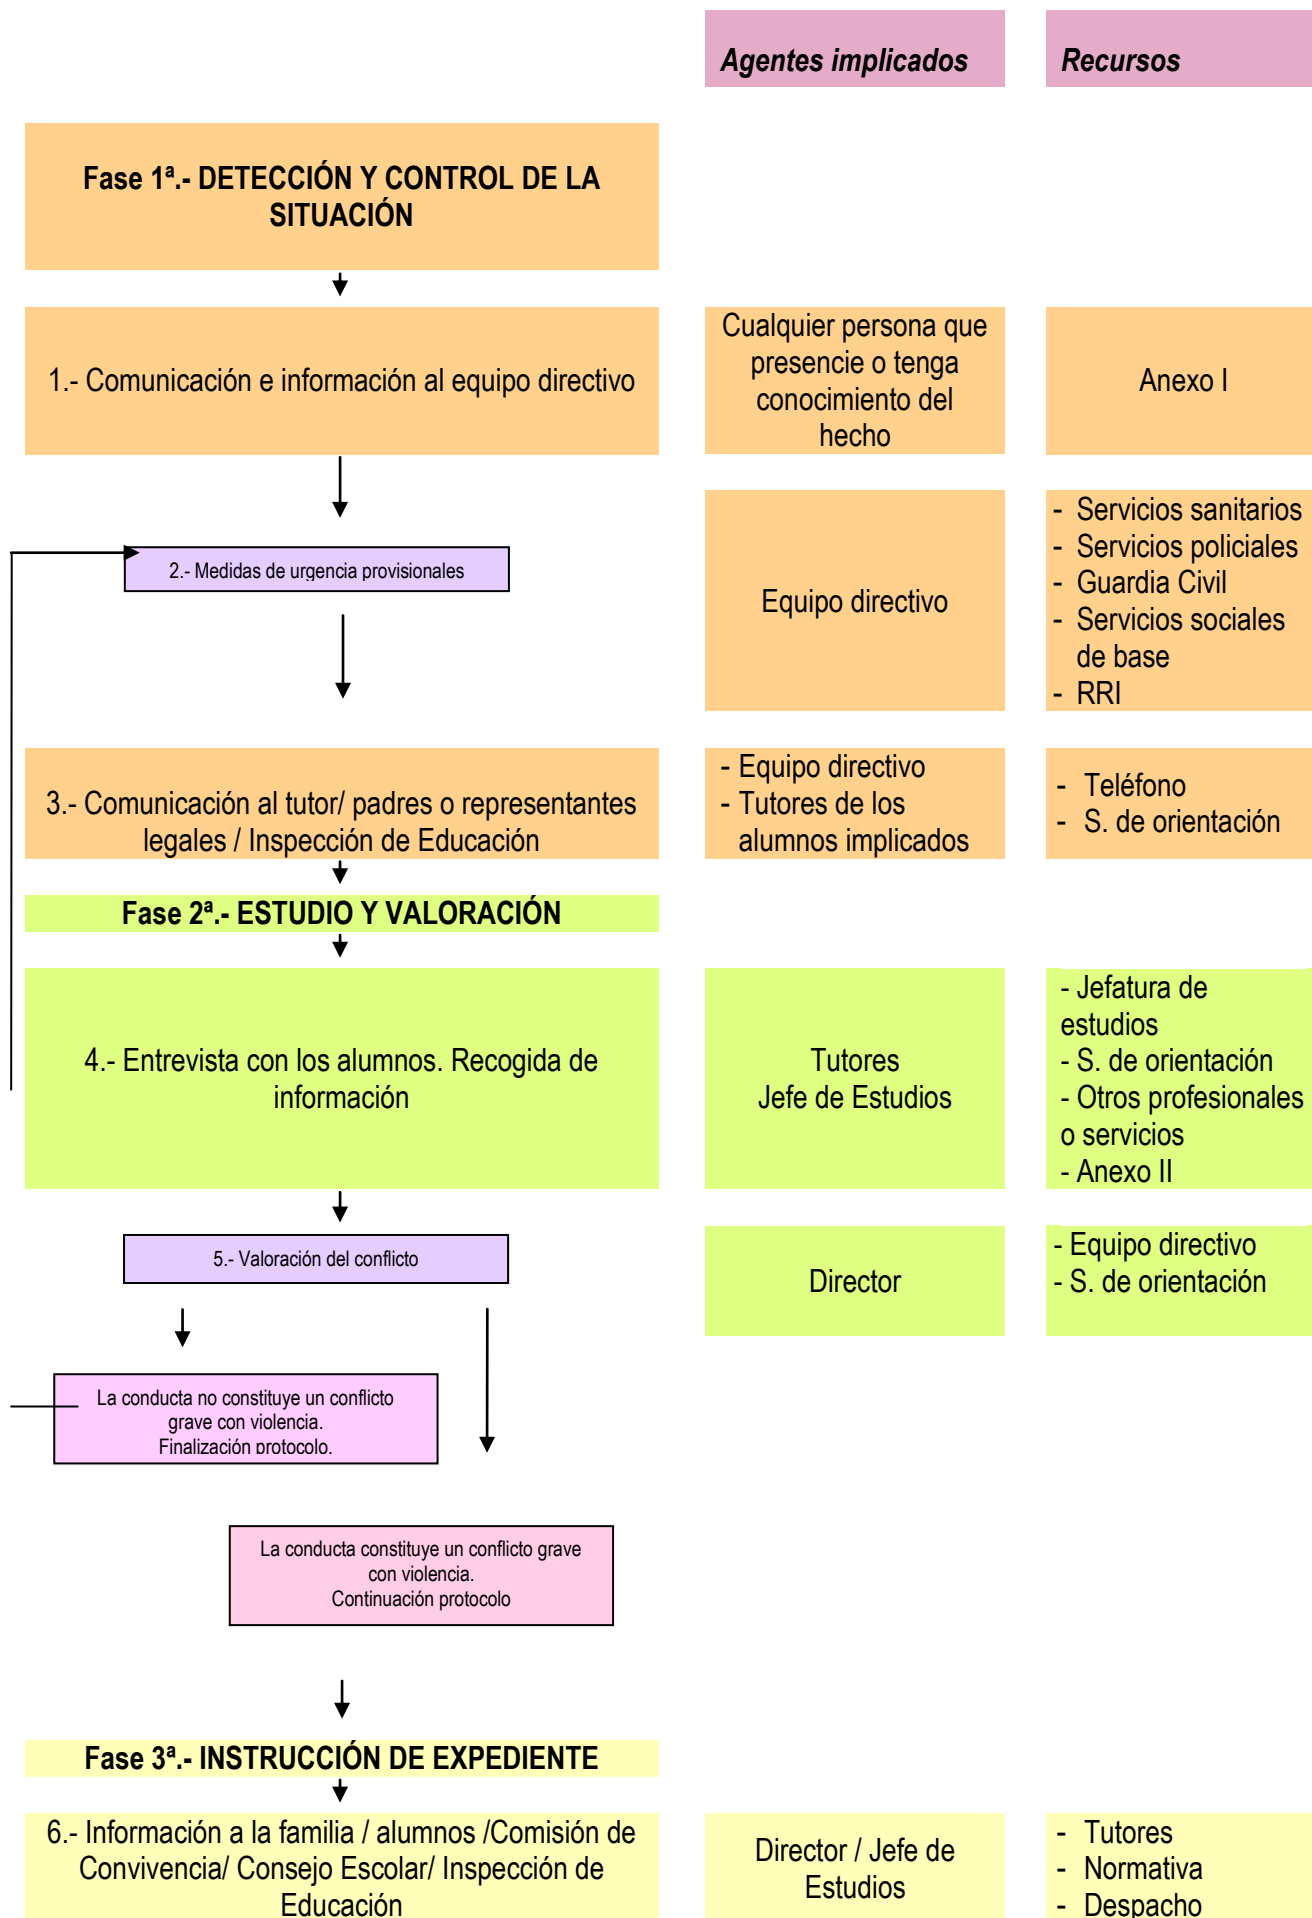 Agentes implicados
Recursos
Fase 1ª.- DETECCIÓN Y CONTROL DE LA
SITUACIÓN
1.- Comunicación e información al equipo directivo
Cualquier persona que
presencie o tenga
conocimiento del
hecho
Anexo I
2.- Medidas de urgencia provisionales
Equipo directivo
- Servicios sanitarios
- Servicios policiales
- Guardia Civil
- Servicios sociales
de base
- RRI
3.- Comunicación al tutor/ padres o representantes
legales / Inspección de Educación
- Equipo directivo
- Tutores de los
alumnos implicados
- Teléfono
- S. de orientación
Fase 2ª.- ESTUDIO Y VALORACIÓN
4.- Entrevista con los alumnos. Recogida de
información
Tutores
Jefe de Estudios
- Jefatura de
estudios
- S. de orientación
- Otros profesionales
o servicios
- Anexo II
5.- Valoración del conflicto
Director
- Equipo directivo
- S. de orientación
La conducta no constituye un conflicto
grave con violencia.
Finalización protocolo.
La conducta constituye un conflicto grave
con violencia.
Continuación protocolo
Fase 3ª.- INSTRUCCIÓN DE EXPEDIENTE
6.- Información a la familia / alumnos /Comisión de
Convivencia/ Consejo Escolar/ Inspección de
Educación
Director / Jefe de
Estudios
- Tutores
- Normativa
- Despacho